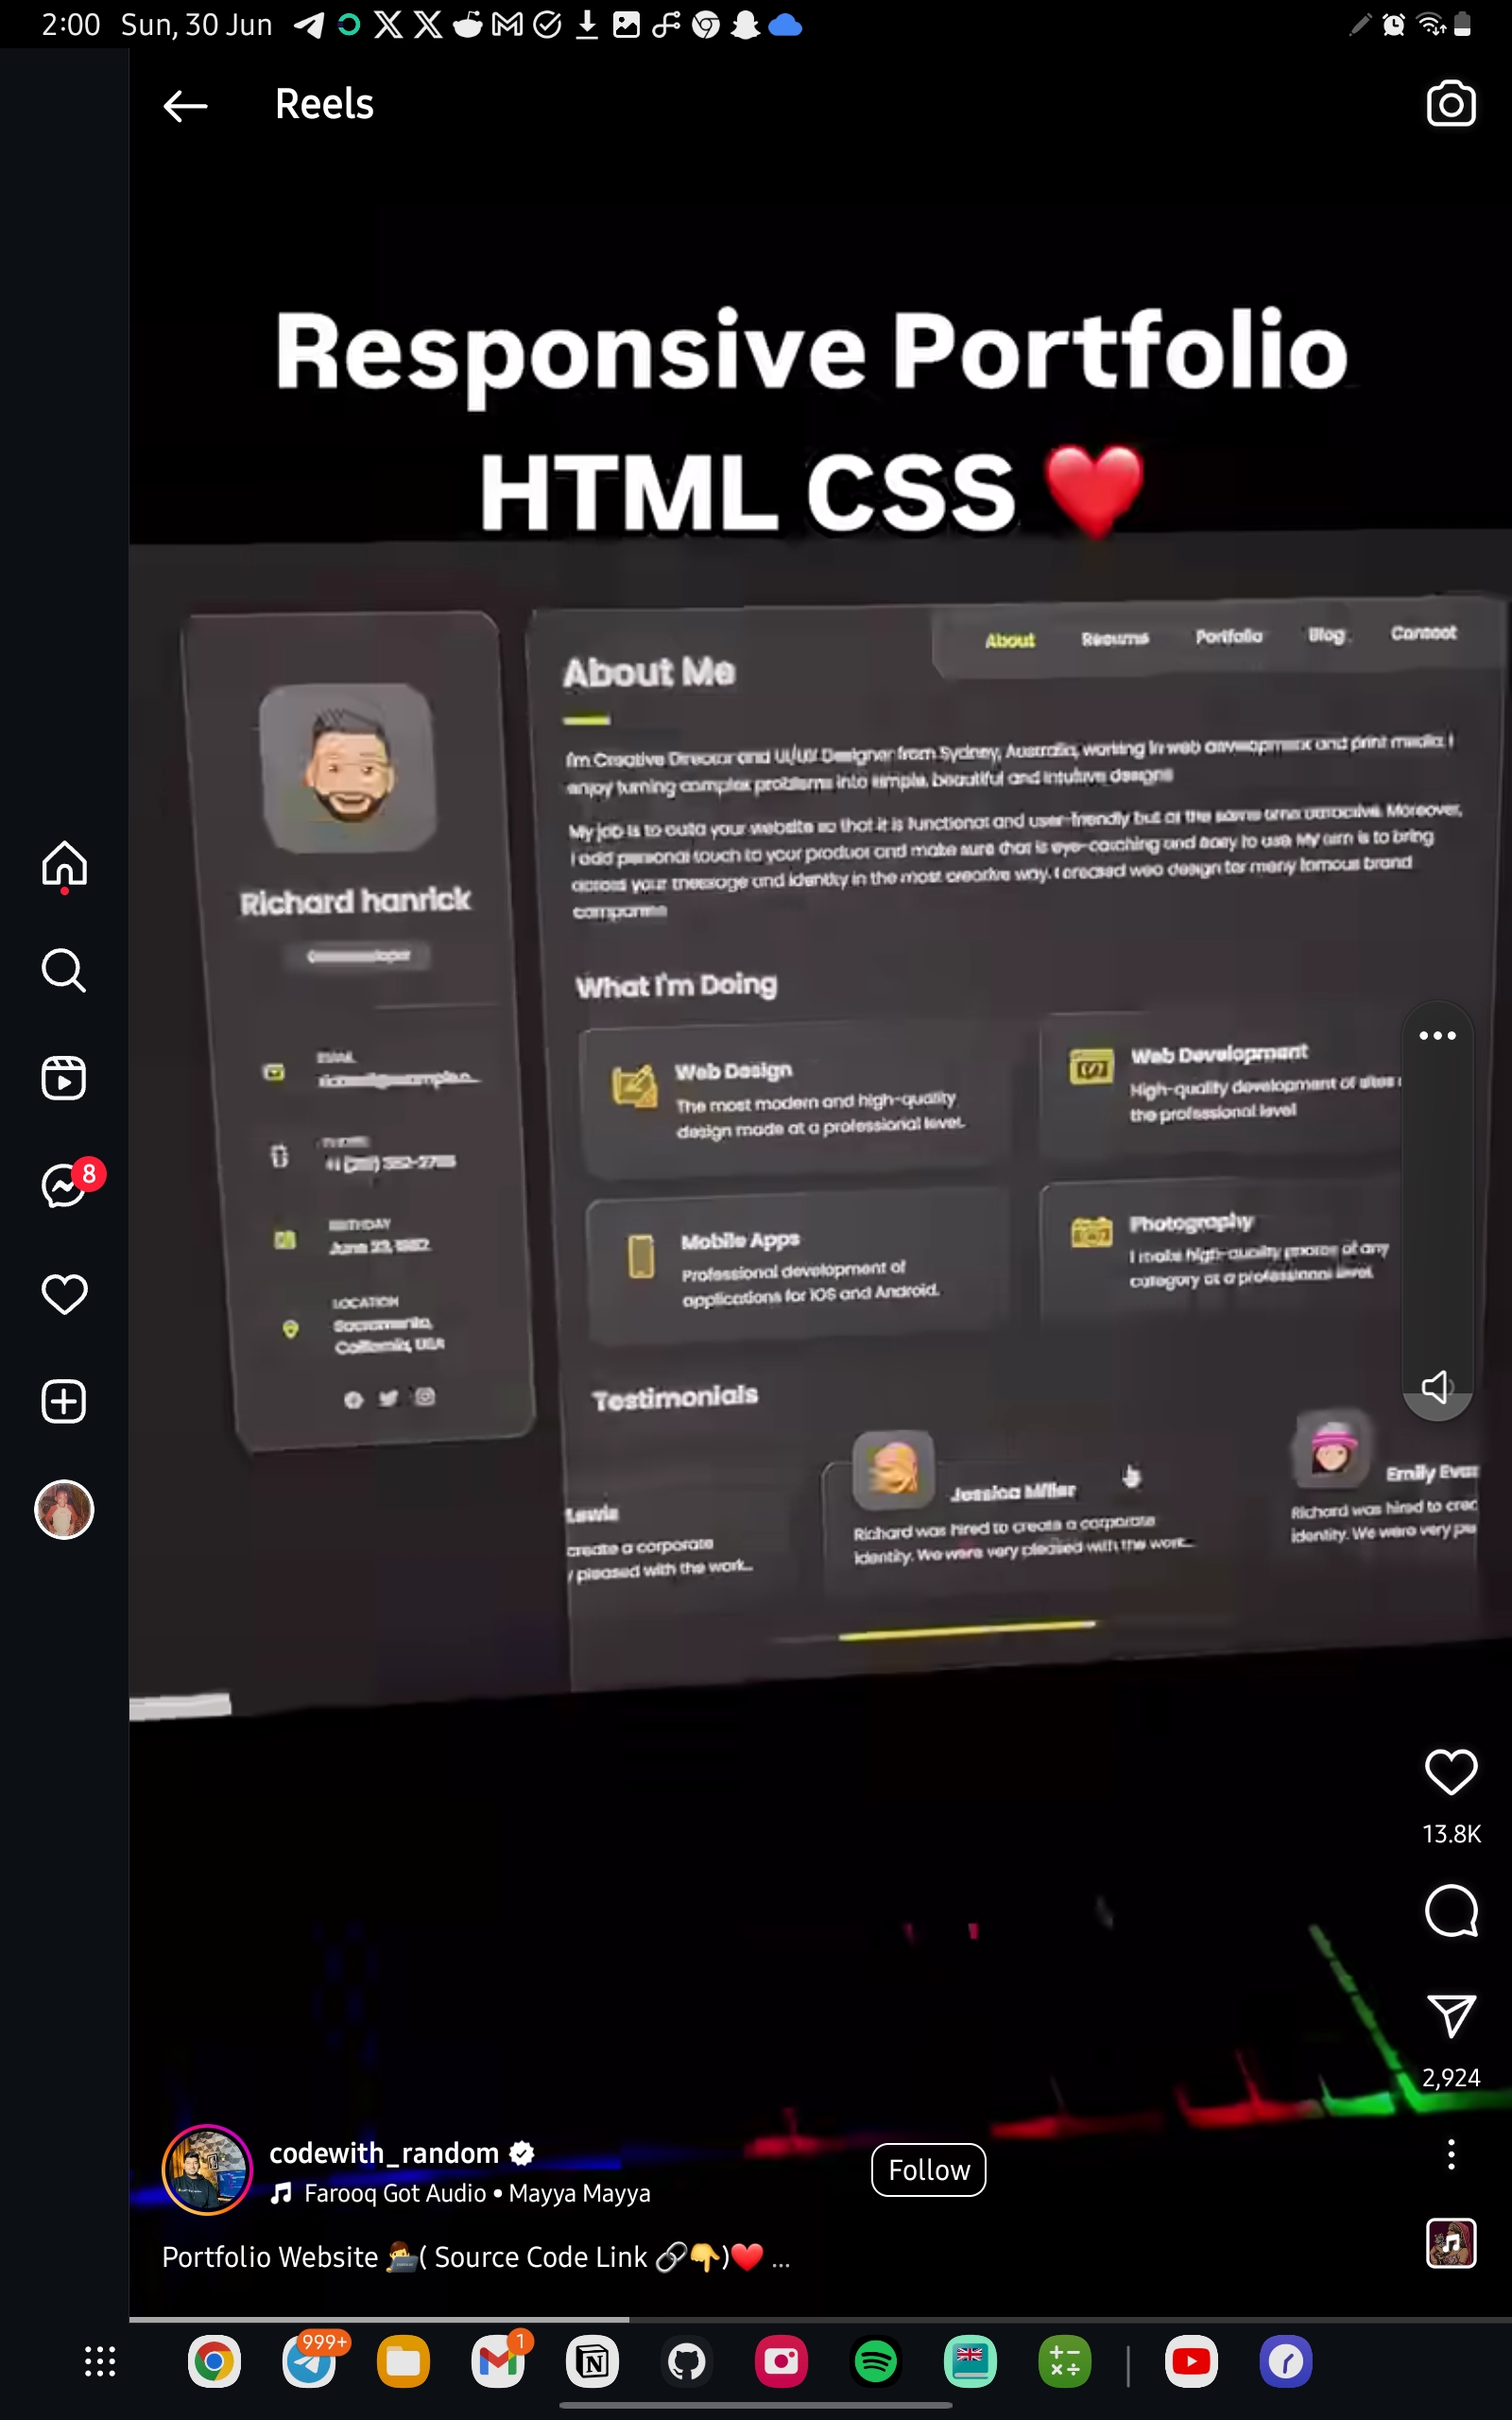 2:00 Sun, 30 Jun
Reels
Responsive Portfolio
HTML CSS ❤️
About Resume Portfolio Blog Contact
About Me
I'm Creative Director and UI/UX Designer from Sydney, Australia, working in web development and print media. I
enjoy turning complex problems into simple, beautiful and intuitive designs
My job is to your website so that it is functional and user-friendly but at the same time attractive. Moreover,
I add personal touch to your product and make sure that is eye-catching and easy to use. My aim is to bring
across your message and identity in the most creative way. I created web design for many famous brand
companies
Richard hanrick
What I'm Doing
Web Design
The most modern and high-quality
design made at a professional level.
Web Development
High-quality development of sites
the professional level
EMAIL
PHONE
BIRTHDAY
June 23, 1982
LOCATION
Sacramento,
California, USA
Mobile Apps
Professional development of
applications for iOS and Android.
Photography
I make high-quality photos of any
category at a professional level.
Testimonials
Lewis
create a corporate
pleased with the work...
Jessica Miller
Richard was hired to create a corporate
identity. We were very pleased with the work...
Emily Evan
Richard was hired to crea
identity. We were very ple
8
13.8K
2,924
codewith_random
Farooq Got Audio • Mayya Mayya
Follow
Portfolio Website 👨‍💻( Source Code Link 🔗👇)❤️ ...
999+
1